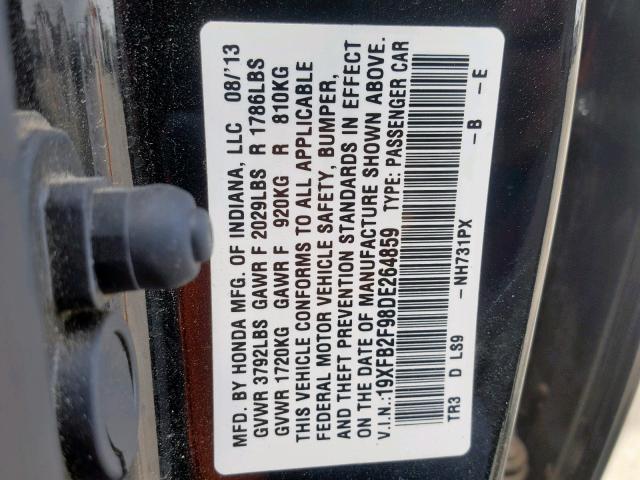 MFD. BY HONDA MFG. OF INDIANA, LLC 08/'13
GVWR 3792LBS GAWR F 2029LBS R 1786LBS
GVWR 1720KG GAWR F 920KG R 810KG
THIS VEHICLE CONFORMS TO ALL APPLICABLE
FEDERAL MOTOR VEHICLE SAFETY, BUMPER,
AND THEFT PREVENTION STANDARDS IN EFFECT
ON THE DATE OF MANUFACTURE SHOWN ABOVE.
V.I.N.:19XFB2F98DE264859 TYPE: PASSENGER CAR
TR3 D LS9 -NH731PX -B -E